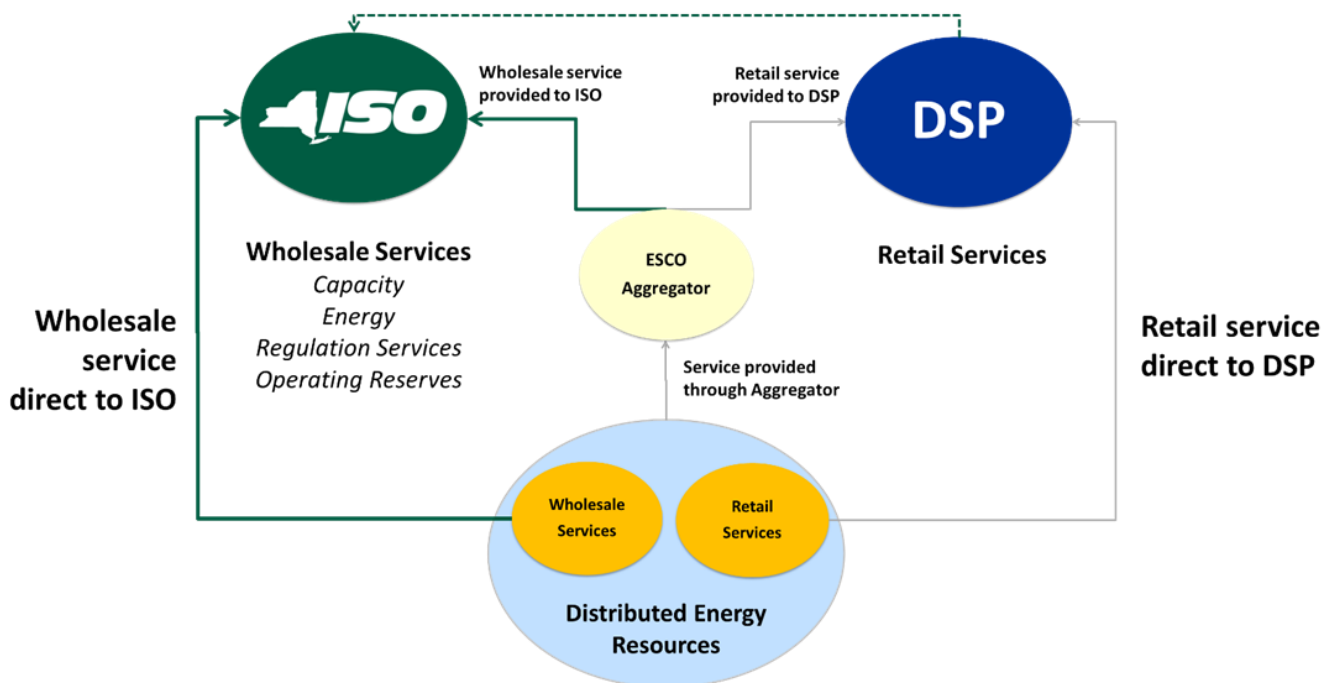 Wholesale service
provided to ISO
Retail service
provided to DSP
ISO
DSP
Wholesale Services
Capacity
Energy
Regulation Services
Operating Reserves
ESCO
Aggregator
Retail Services
Wholesale
service
direct to ISO
Retail service
direct to DSP
Service provided
through Aggregator
Wholesale
Services
Retail
Services
Distributed Energy
Resources